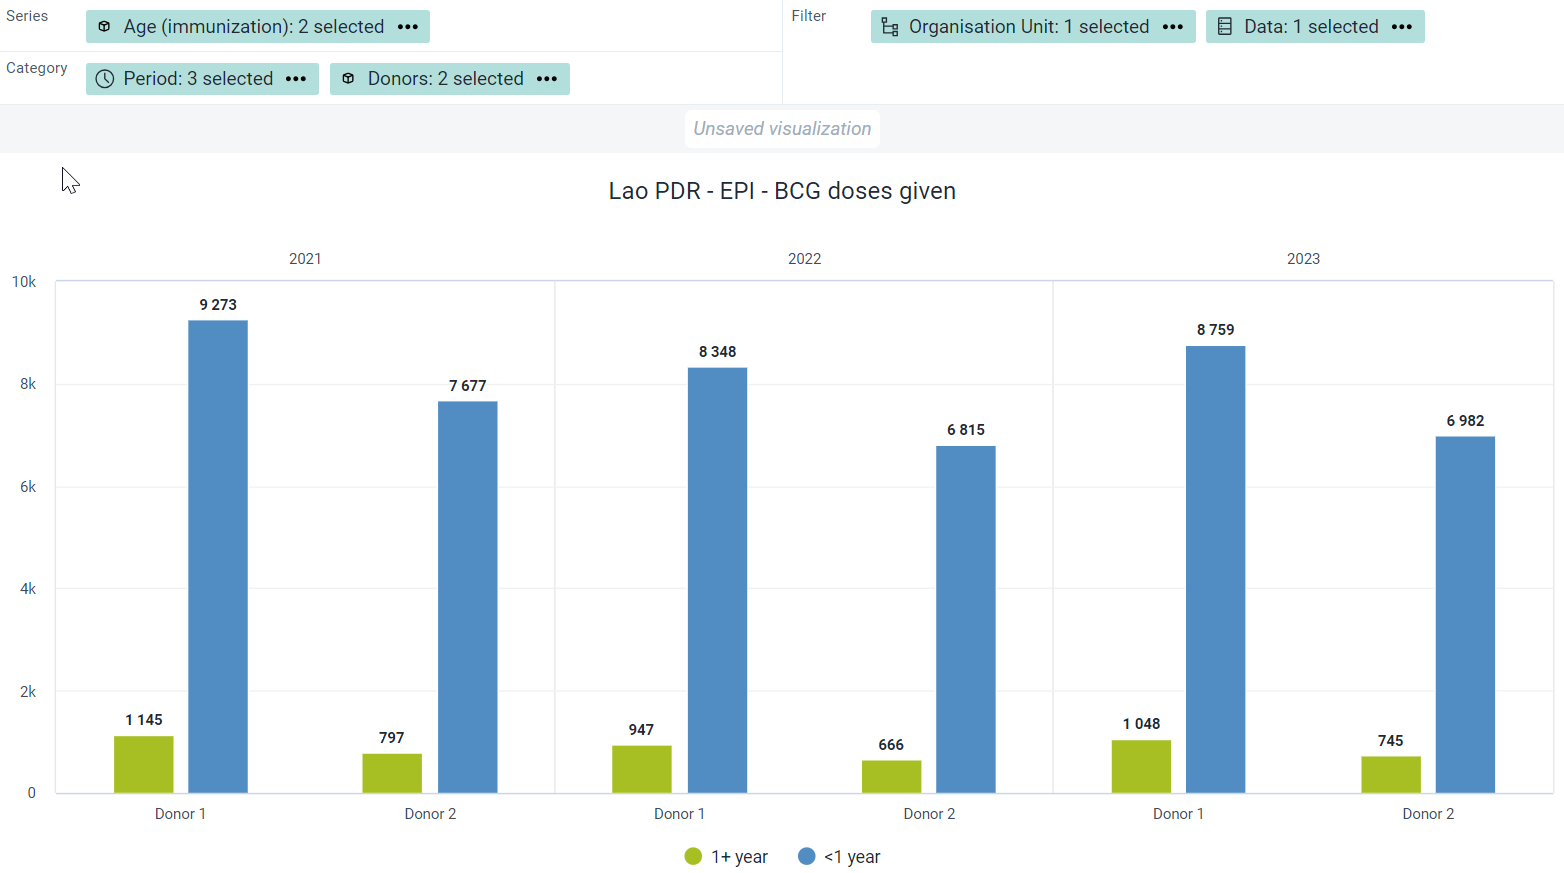 Series
Age (immunization): 2 selected •••
Filter
Organisation Unit: 1 selected •••
Data: 1 selected •••
Category
Period: 3 selected •••
Donors: 2 selected •••
Unsaved visualization
Lao PDR - EPI - BCG doses given
2021
2022
2023
10k
8k
6k
4k
2k
0
1 145
9 273
797
7 677
947
8 348
666
6 815
1 048
8 759
745
6 982
Donor 1
Donor 2
Donor 1
Donor 2
Donor 1
Donor 2
1+ year
<1 year